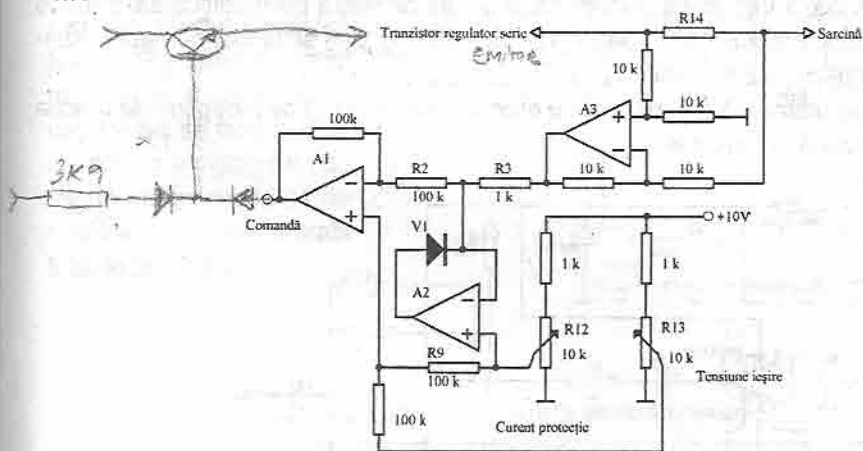 R14
Tranzistor regulator serie
Sarcină
Emitor
10 k
A3
10 k
100k
A1
3K9
R2
R3
10 k
10 k
100 k
1 k
Comandă
+10V
V1
1 k
1 k
A2
R12
R13
R9
10 k
10 k
100 k
Tensiune ieșire
100 k
Curent protecție